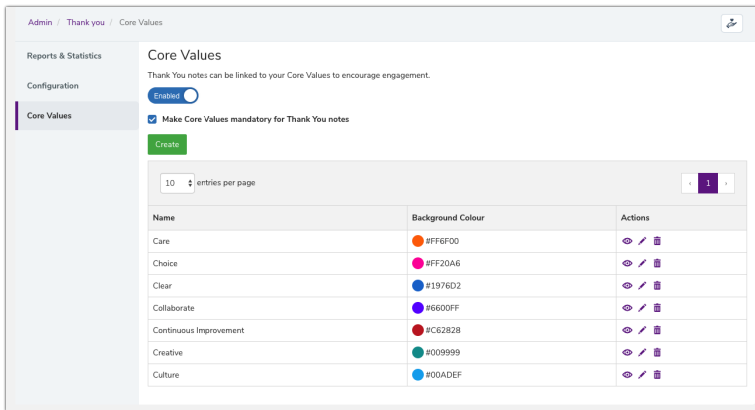 Admin / Thank you / Core Values
Reports & Statistics
Configuration
Core Values
Core Values
Thank You notes can be linked to your Core Values to encourage engagement.
Enabled
Make Core Values mandatory for Thank You notes
Create
10 entries per page
‹ 1 ›
Name Background Colour Actions
Care #FF6F00
Choice #FF20A6
Clear #1976D2
Collaborate #6600FF
Continuous Improvement #C62828
Creative #009999
Culture #00ADEF